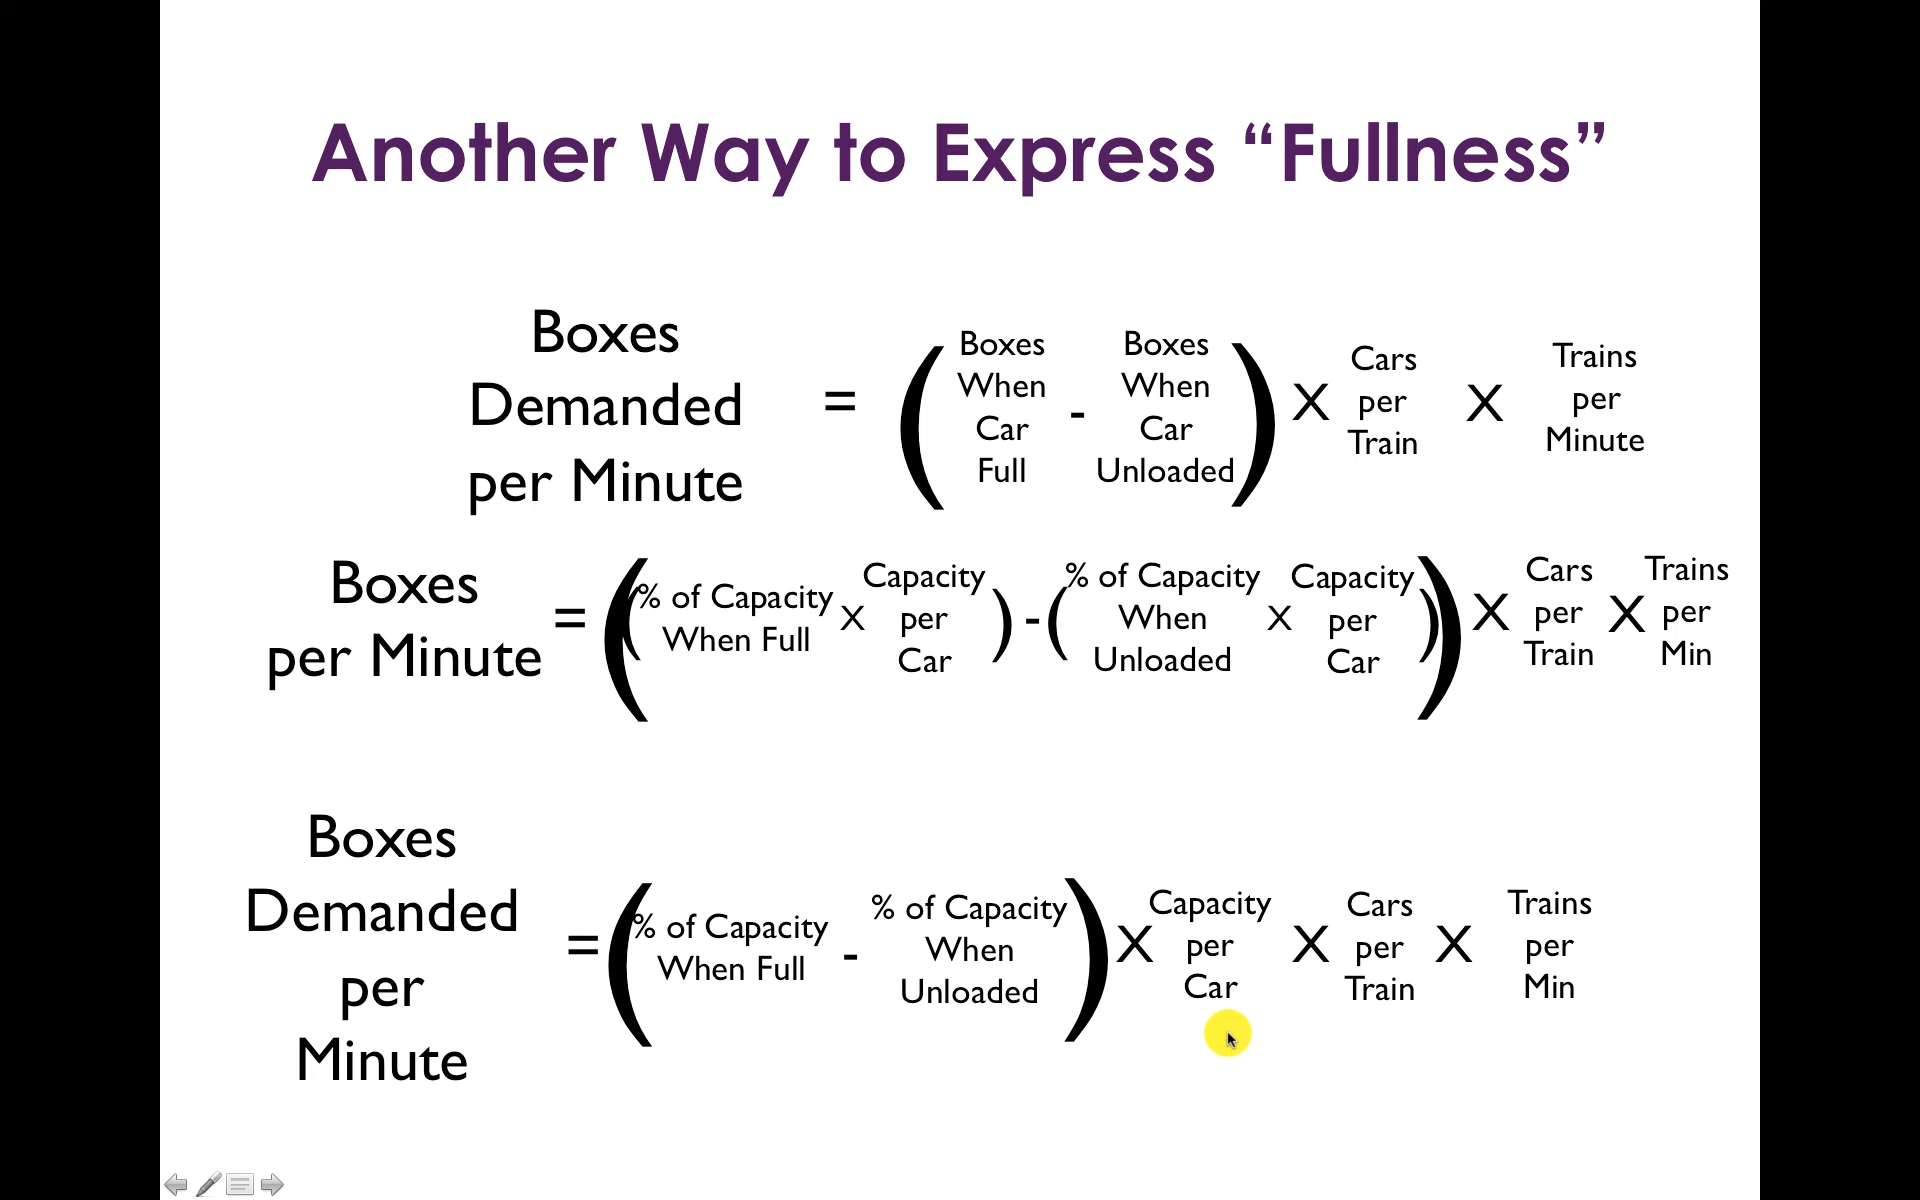 Another Way to Express “Fullness”
Boxes
Demanded
per Minute
=
(
Boxes
When
Car
Full
-
Boxes
When
Car
Unloaded
)
X
Cars
per
Train
X
Trains
per
Minute
Boxes
per Minute
=
(
(
% of Capacity
When Full
X
Capacity
per
Car
)
-
(
% of Capacity
When
Unloaded
X
Capacity
per
Car
)
)
X
Cars
per
Train
X
Trains
per
Min
Boxes
Demanded
per
Minute
=
(
% of Capacity
When Full
-
% of Capacity
When
Unloaded
)
X
Capacity
per
Car
X
Cars
per
Train
X
Trains
per
Min